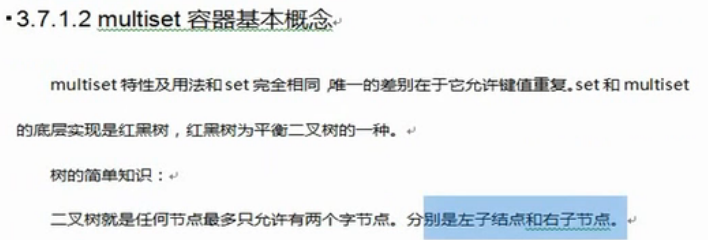 ▪3.7.1.2 multiset 容器基本概念
multiset 特性及用法和 set 完全相同，唯一的差别在于它允许键值重复。set 和 multiset
的底层实现是红黑树，红黑树为平衡二叉树的一种。
树的简单知识：
二叉树就是任何节点最多只允许有两个字节点。分别是左子结点和右子节点。